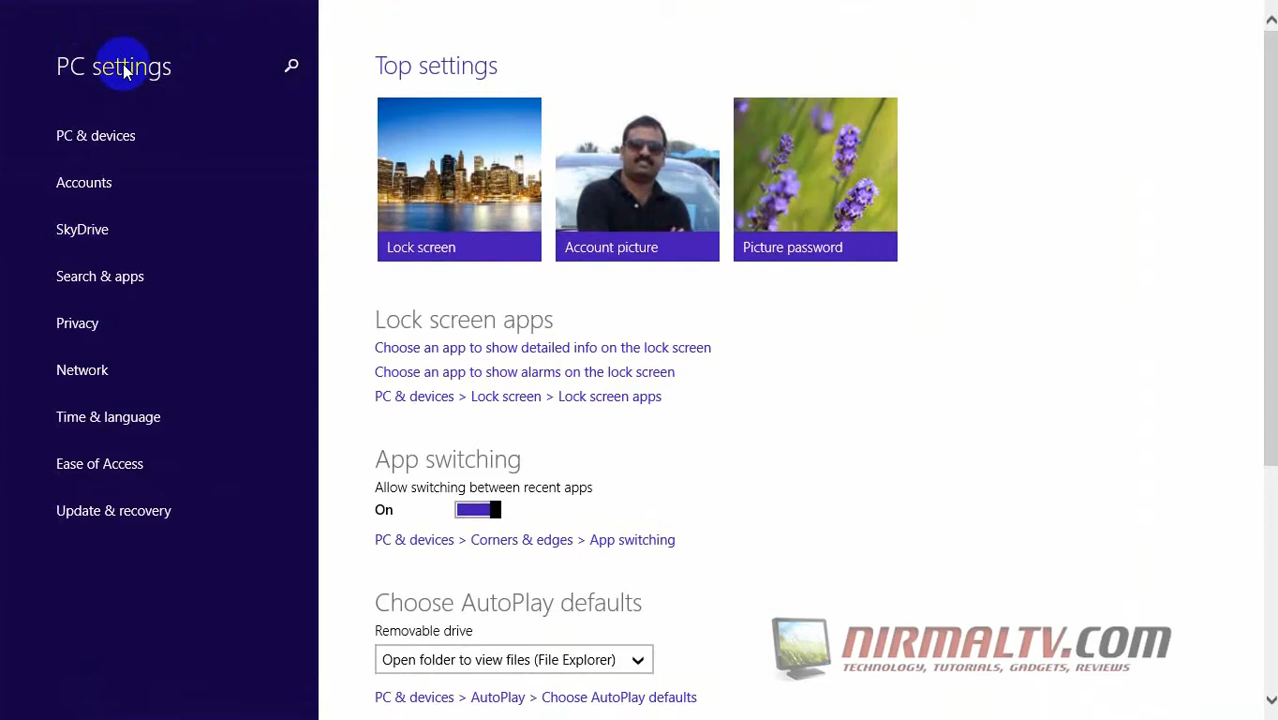 PC settings
PC & devices
Accounts
SkyDrive
Search & apps
Privacy
Network
Time & language
Ease of Access
Update & recovery
Top settings
Lock screen
Account picture
Picture password
Lock screen apps
Choose an app to show detailed info on the lock screen
Choose an app to show alarms on the lock screen
PC & devices > Lock screen > Lock screen apps
App switching
Allow switching between recent apps
On
PC & devices > Corners & edges > App switching
Choose AutoPlay defaults
Removable drive
Open folder to view files (File Explorer)
PC & devices > AutoPlay > Choose AutoPlay defaults
NIRMALTV.COM
TECHNOLOGY, TUTORIALS, GADGETS, REVIEWS